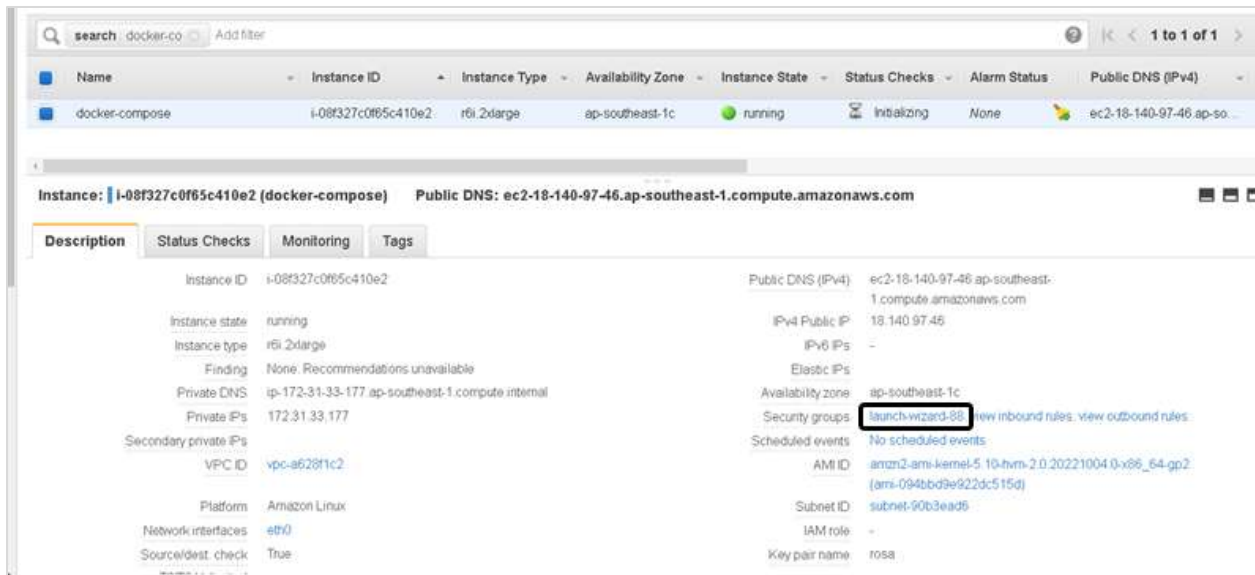 search : docker-co Add filter 1 to 1 of 1
Name Instance ID Instance Type Availability Zone Instance State Status Checks Alarm Status Public DNS (IPv4)
docker-compose i-08f327c0f65c410e2 r6i.2xlarge ap-southeast-1c running Initializing None ec2-18-140-97-46.ap-so...
Instance: i-08f327c0f65c410e2 (docker-compose) Public DNS: ec2-18-140-97-46.ap-southeast-1.compute.amazonaws.com
Description Status Checks Monitoring Tags
Instance ID i-08f327c0f65c410e2 Public DNS (IPv4) ec2-18-140-97-46.ap-southeast-
1.compute.amazonaws.com
Instance state running IPv4 Public IP 18.140.97.46
Instance type r6i.2xlarge IPv6 IPs -
Finding None. Recommendations unavailable Elastic IPs
Private DNS ip-172-31-33-177.ap-southeast-1.compute.internal Availability zone ap-southeast-1c
Private IPs 172.31.33.177 Security groups launch-wizard-88. view inbound rules. view outbound rules
Secondary private IPs Scheduled events No scheduled events
VPC ID vpc-a628f1c2 AMI ID amzn2-ami-kernel-5.10-hvm-2.0.20221004.0-x86_64-gp2
(ami-094bbd9e922dc515d)
Platform Amazon Linux Subnet ID subnet-90b3ead6
Network interfaces eth0 IAM role -
Source/dest. check True Key pair name rosa